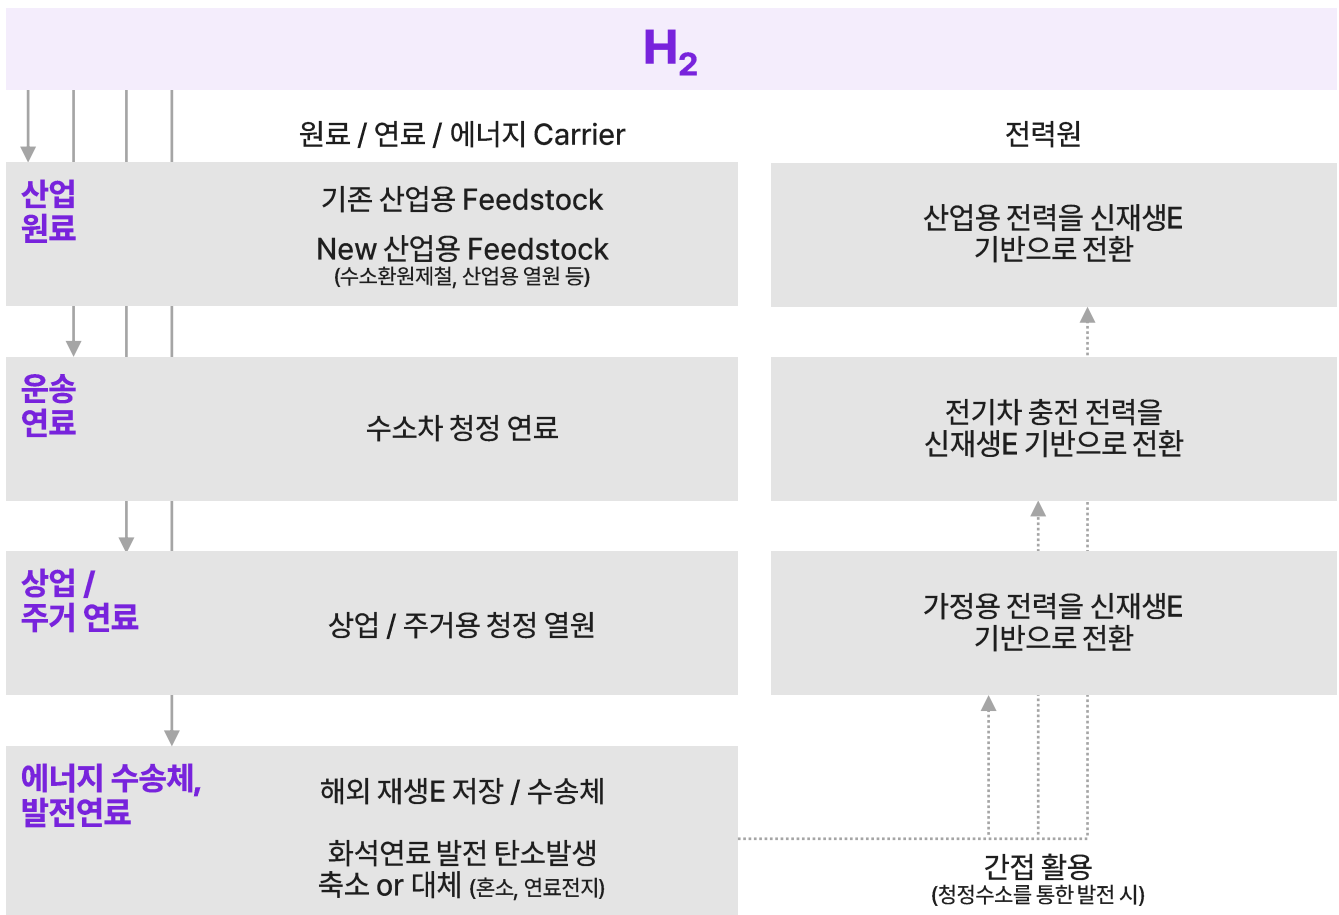 H₂
원료 / 연료 / 에너지 Carrier
전력원
산업
원료
기존 산업용 Feedstock
New 산업용 Feedstock
(수소환원제철, 산업용 열원 등)
산업용 전력을 신재생E
기반으로 전환
운송
연료
수소차 청정 연료
전기차 충전 전력을
신재생E 기반으로 전환
상업 /
주거 연료
상업 / 주거용 청정 열원
가정용 전력을 신재생E
기반으로 전환
에너지 수송체,
발전연료
해외 재생E 저장 / 수송체
화석연료 발전 탄소발생
축소 or 대체 (혼소, 연료전지)
간접 활용
(청정수소를 통한 발전 시)